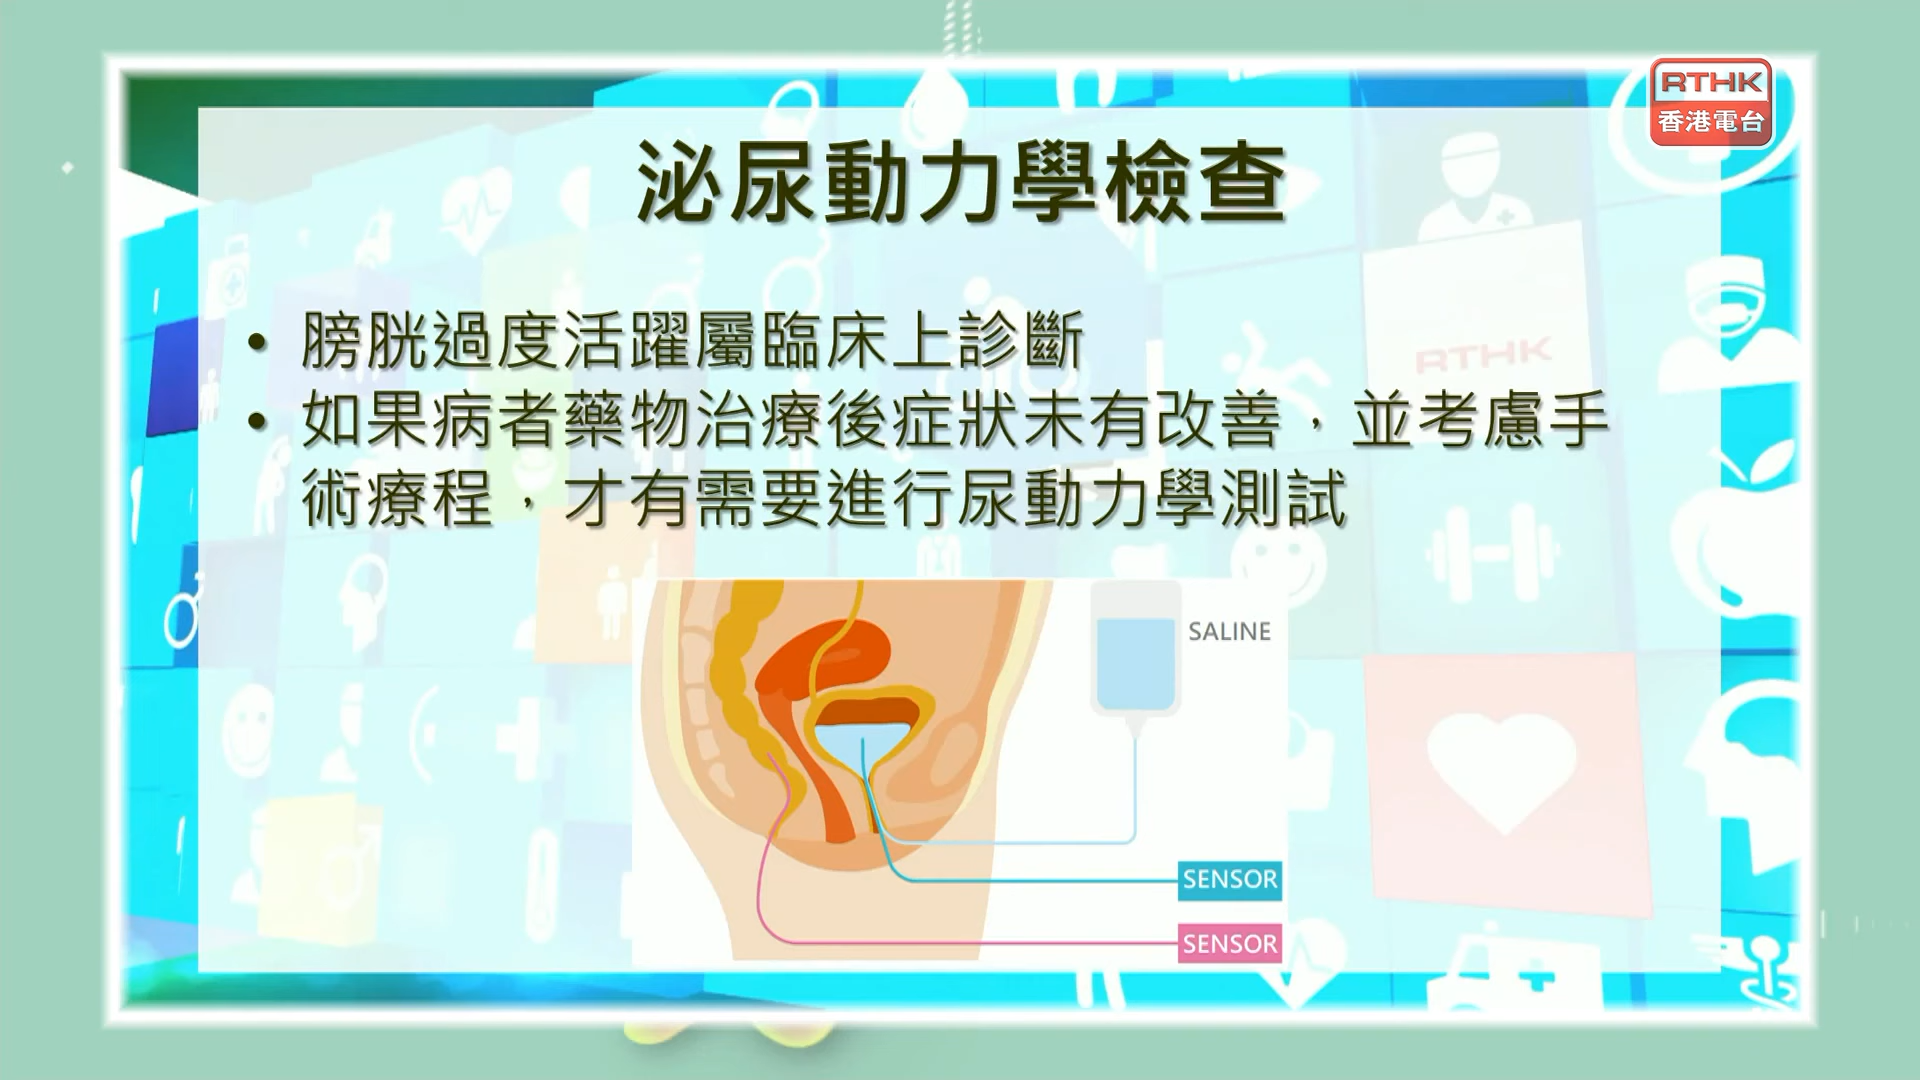 RTHK
香港電台
泌尿動力學檢查
• 膀胱過度活躍屬臨床上診斷
• 如果病者藥物治療後症狀未有改善，並考慮手
術療程，才有需要進行尿動力學測試
RTHK
SALINE
SENSOR
SENSOR